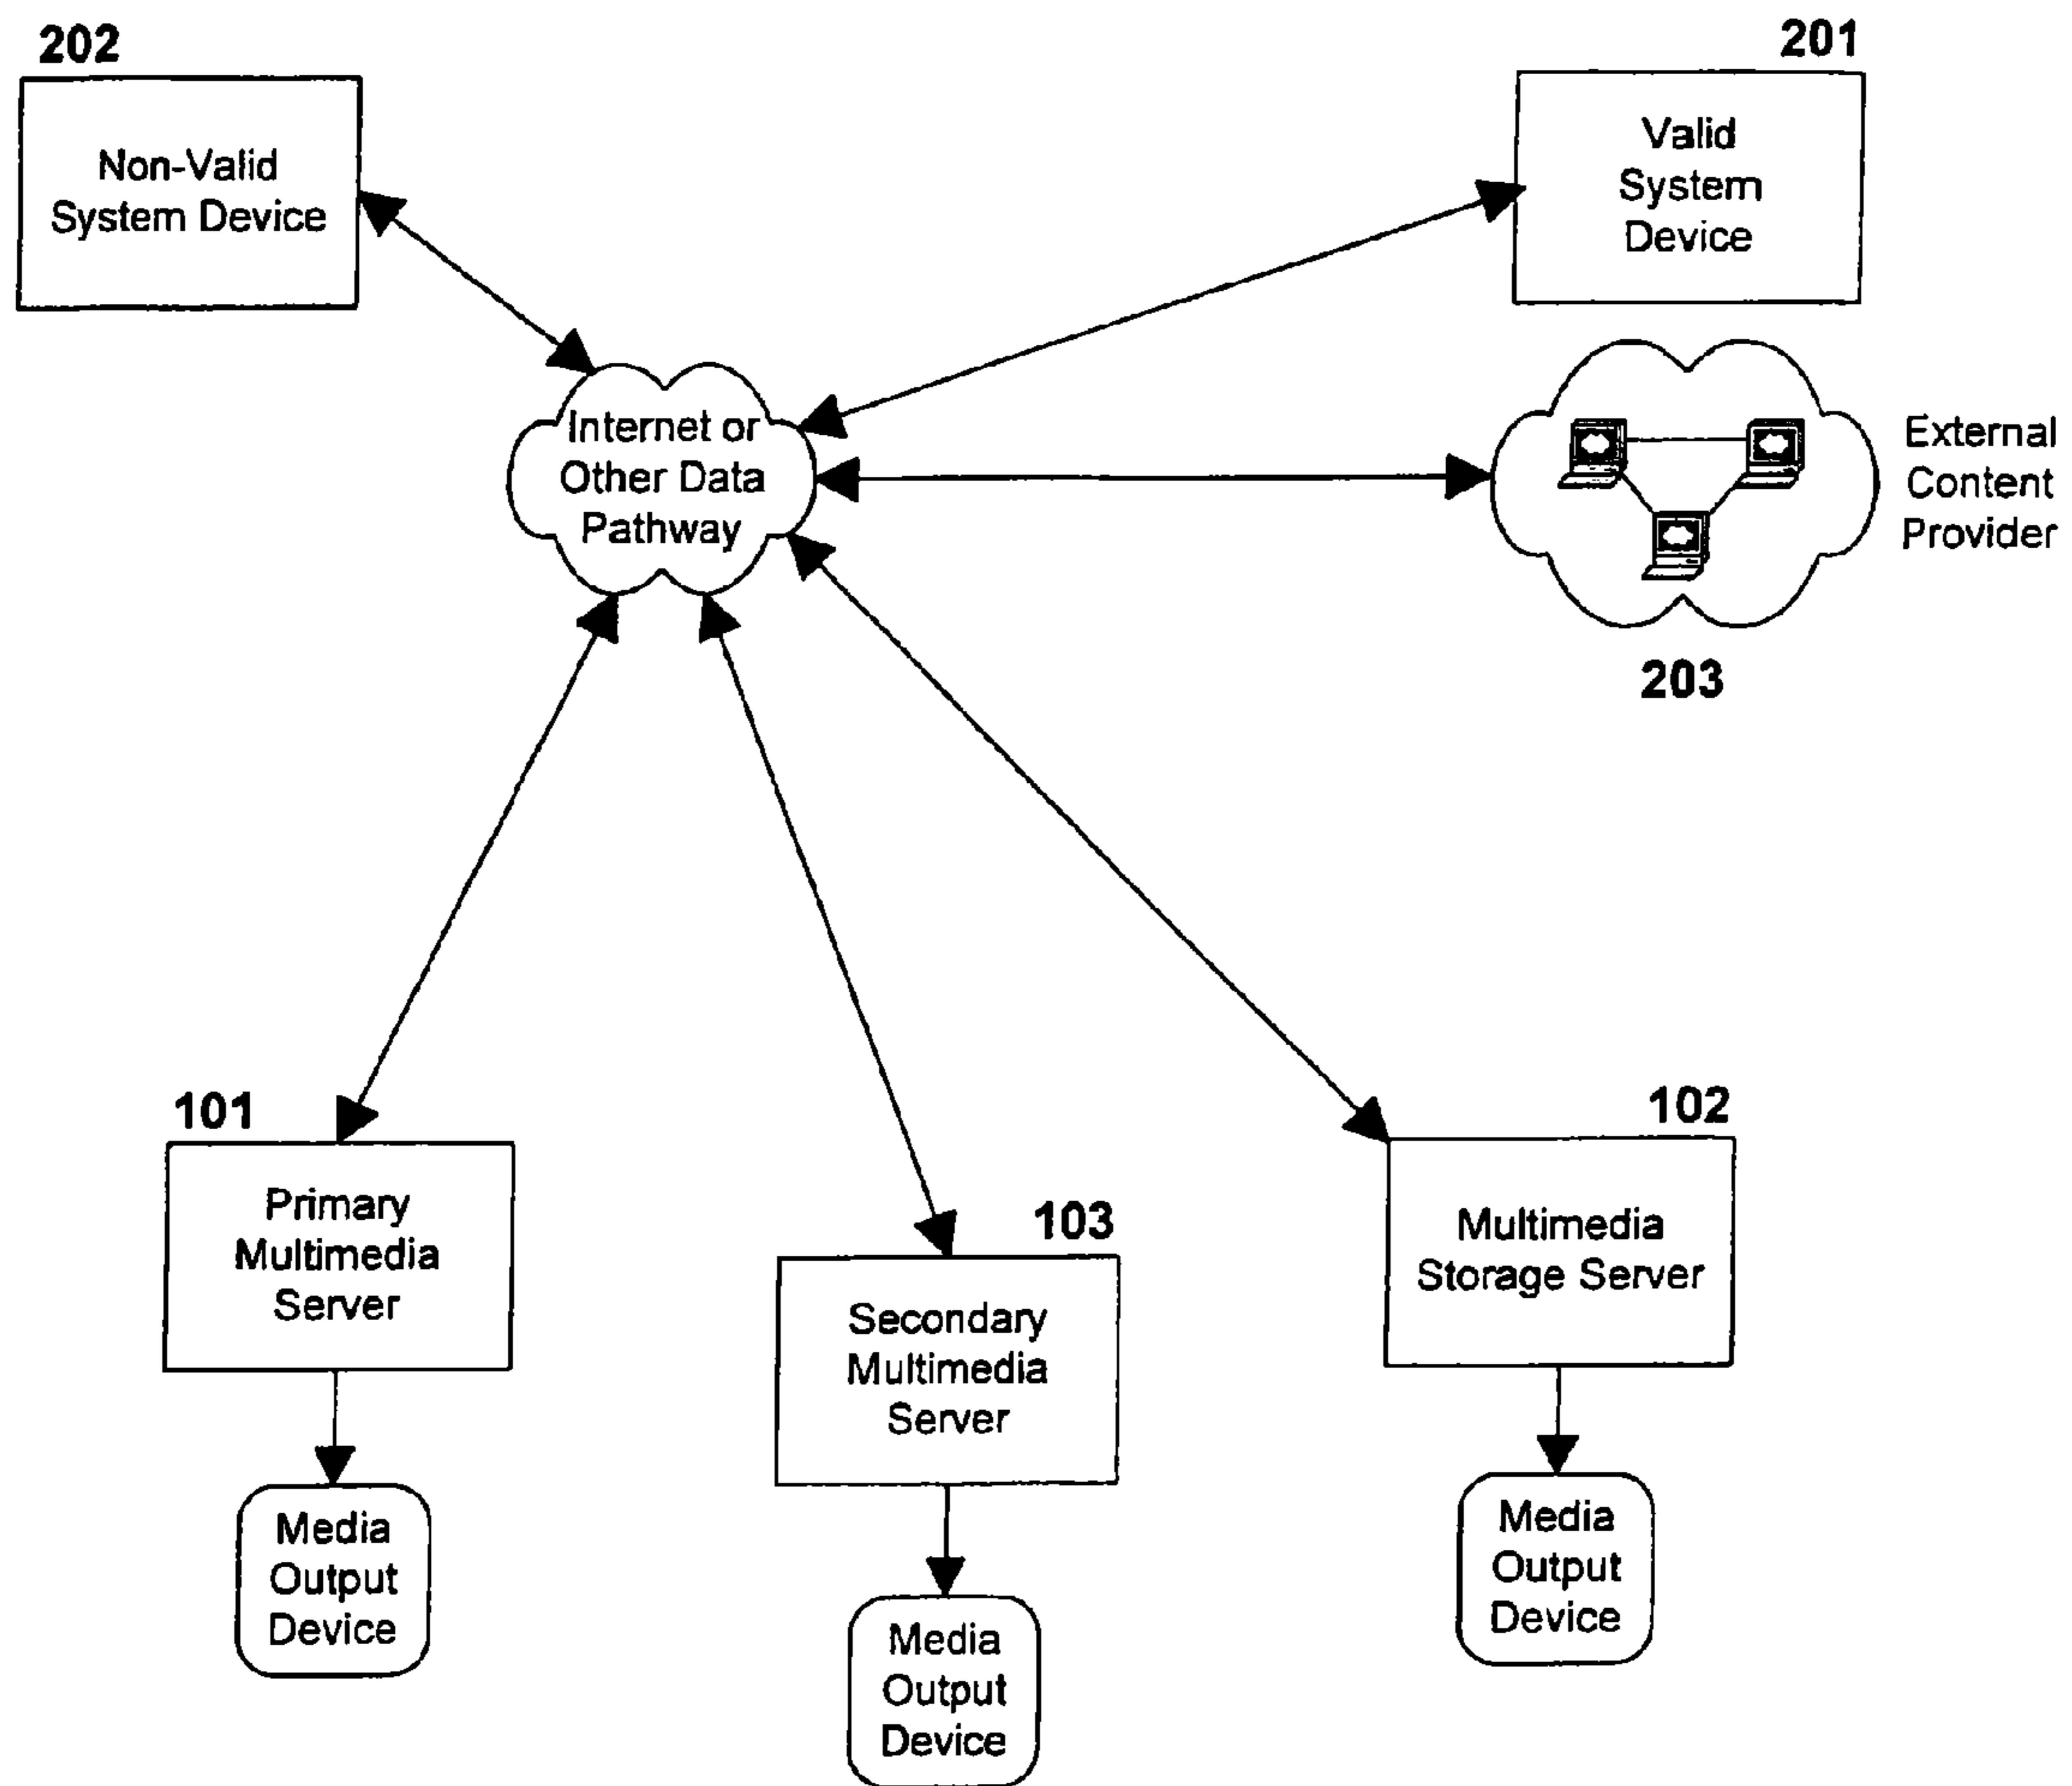 202
Non-Valid
System Device
201
Valid
System
Device
Internet or
Other Data
Pathway
External
Content
Provider
203
101
Primary
Multimedia
Server
103
Secondary
Multimedia
Server
102
Multimedia
Storage Server
Media
Output
Device
Media
Output
Device
Media
Output
Device